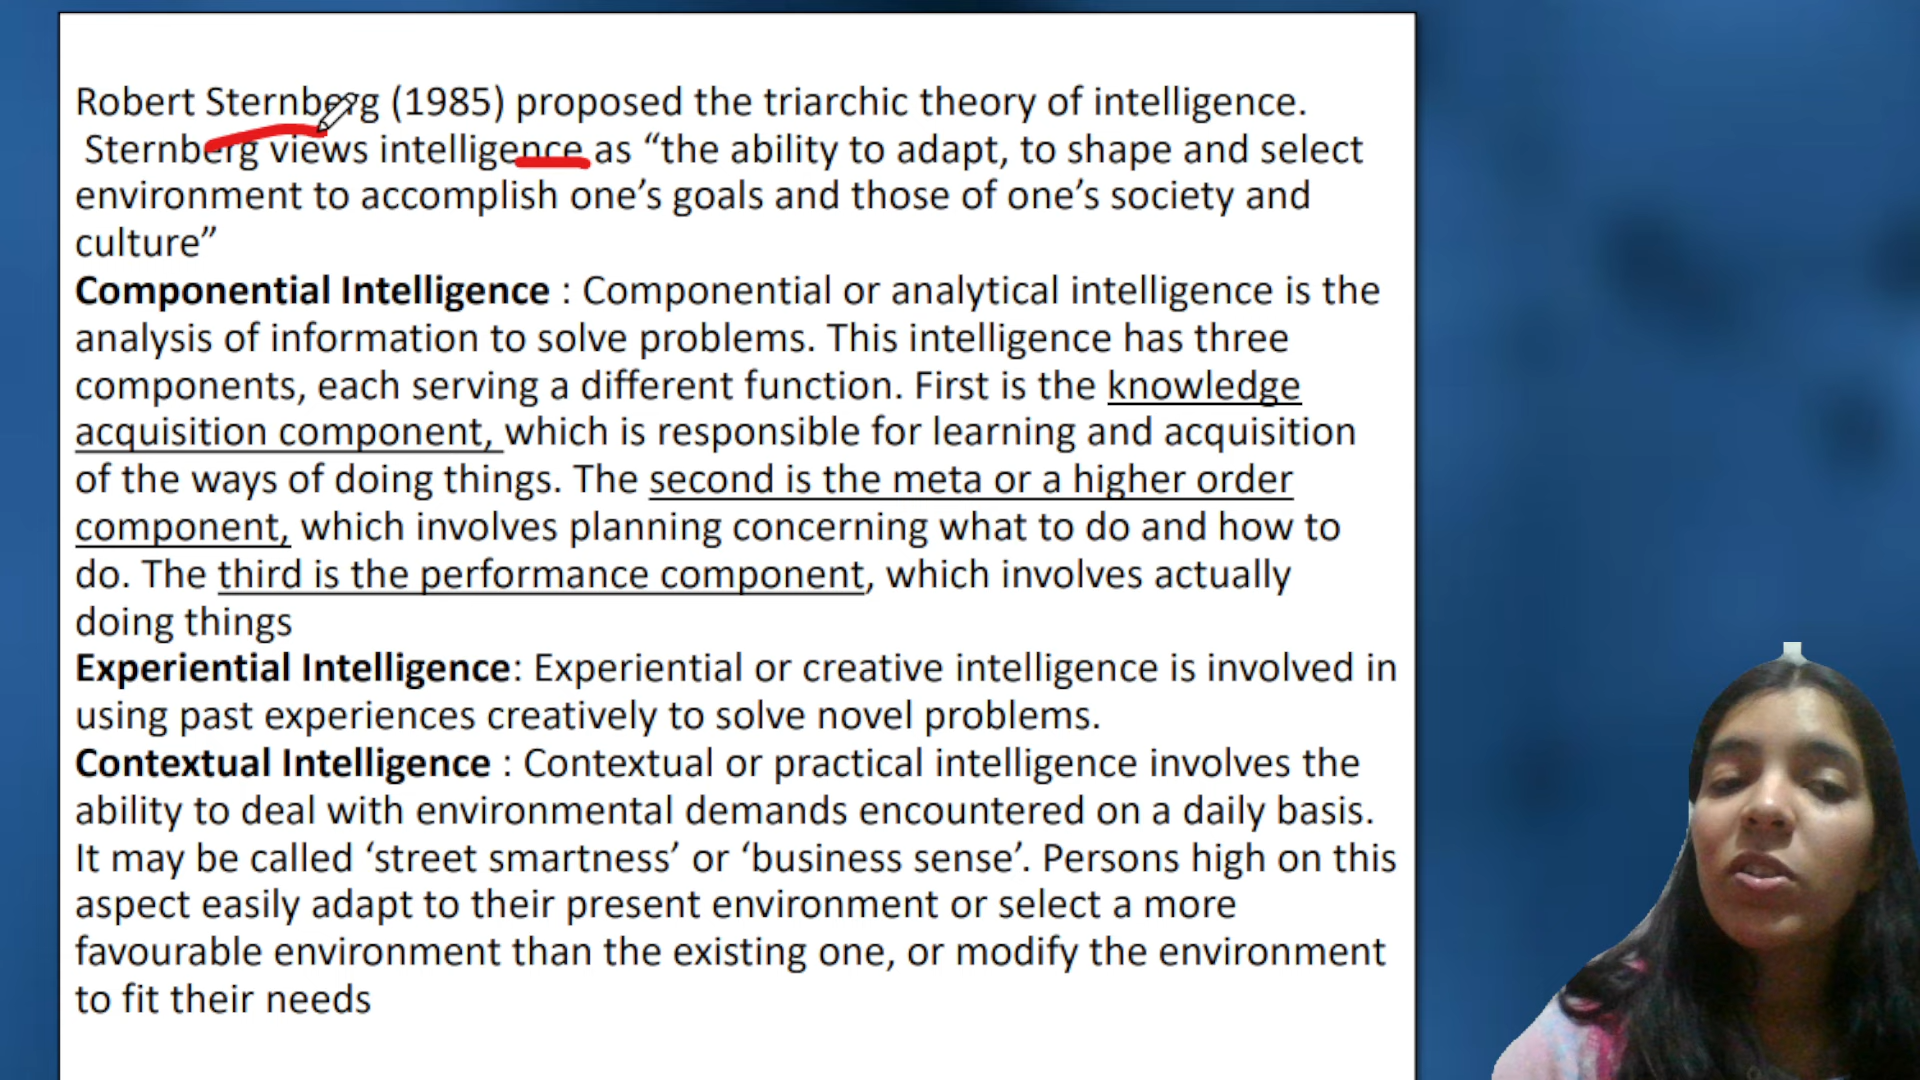 Robert Sternberg (1985) proposed the triarchic theory of intelligence.
Sternberg views intelligence as “the ability to adapt, to shape and select
environment to accomplish one’s goals and those of one’s society and
culture”
Componential Intelligence : Componential or analytical intelligence is the
analysis of information to solve problems. This intelligence has three
components, each serving a different function. First is the knowledge
acquisition component, which is responsible for learning and acquisition
of the ways of doing things. The second is the meta or a higher order
component, which involves planning concerning what to do and how to
do. The third is the performance component, which involves actually
doing things
Experiential Intelligence: Experiential or creative intelligence is involved in
using past experiences creatively to solve novel problems.
Contextual Intelligence : Contextual or practical intelligence involves the
ability to deal with environmental demands encountered on a daily basis.
It may be called ‘street smartness’ or ‘business sense’. Persons high on this
aspect easily adapt to their present environment or select a more
favourable environment than the existing one, or modify the environment
to fit their needs